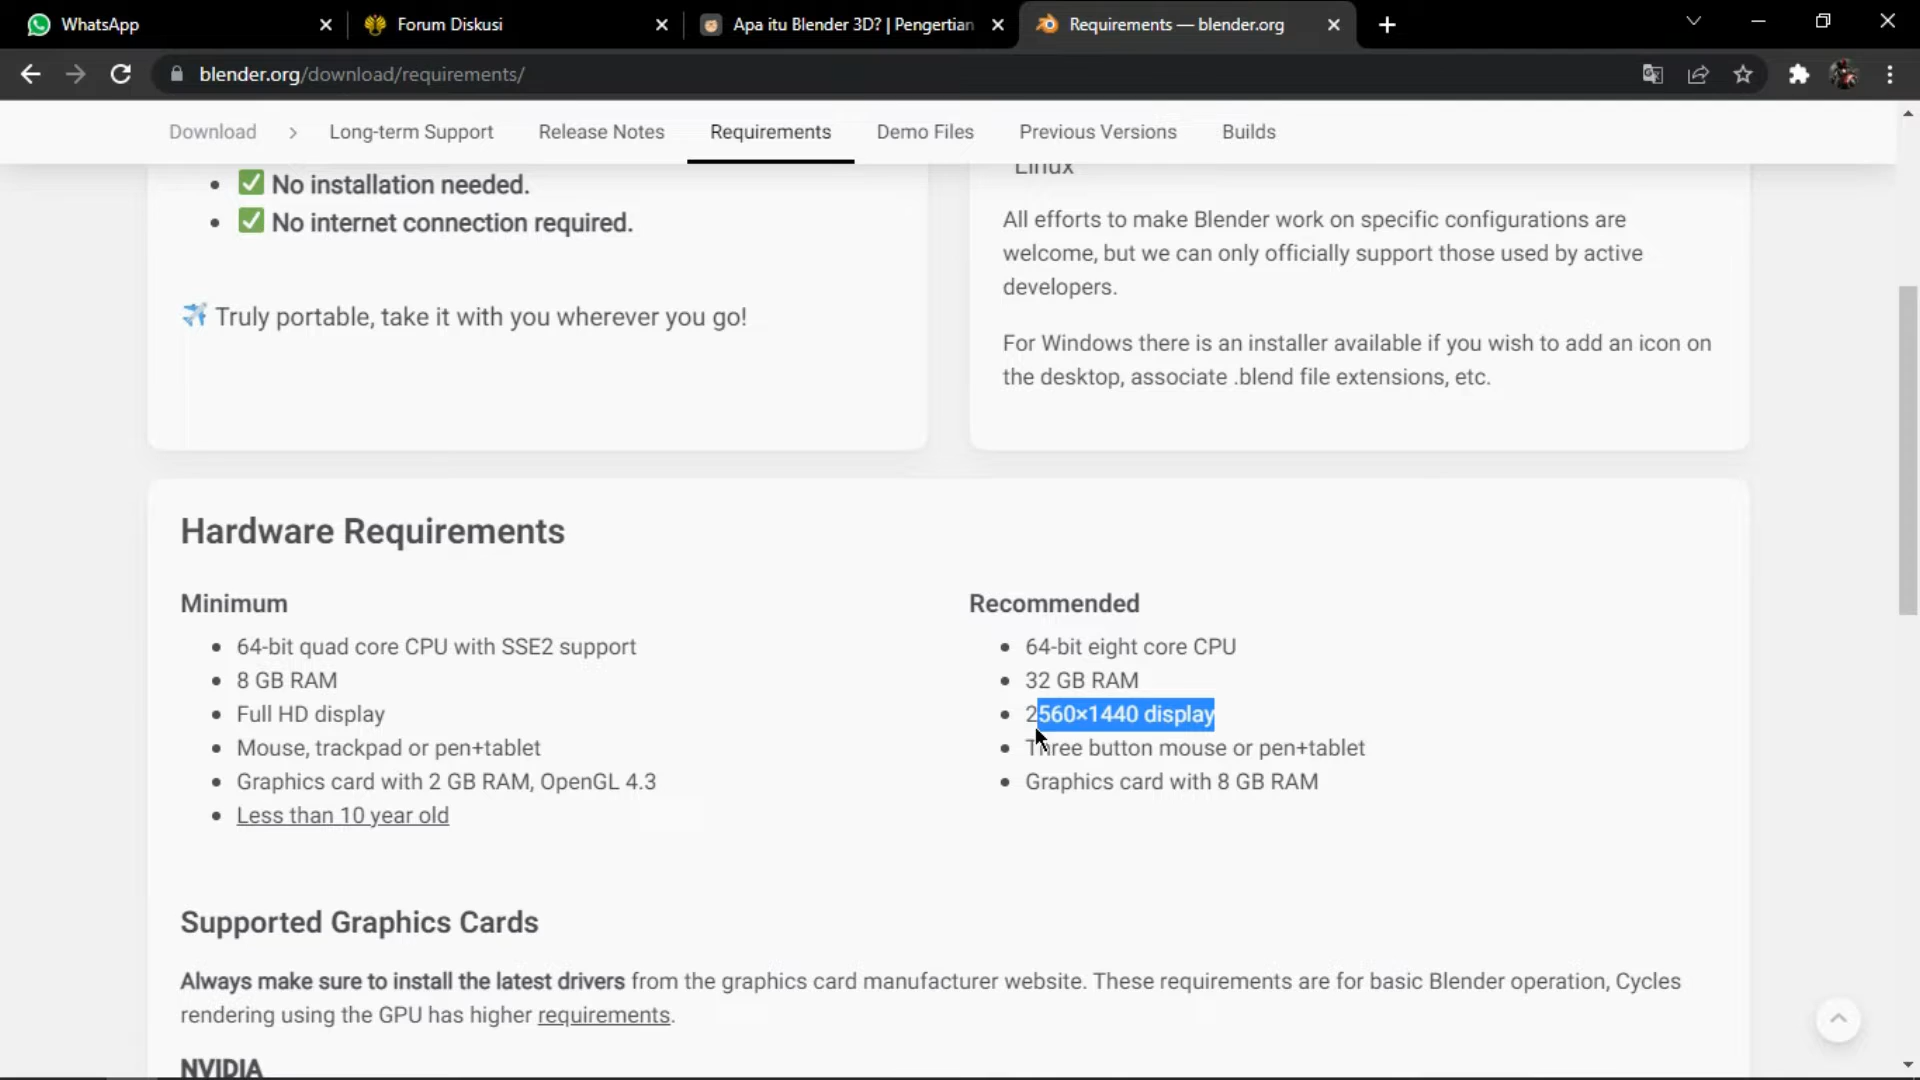 WhatsApp
Forum Diskusi
Apa itu Blender 3D? | Pengertian
Requirements — blender.org
blender.org/download/requirements/
Download
Long-term Support
Release Notes
Requirements
Demo Files
Previous Versions
Builds
✅ No installation needed.
✅ No internet connection required.
✈️ Truly portable, take it with you wherever you go!
Linux
All efforts to make Blender work on specific configurations are
welcome, but we can only officially support those used by active
developers.
For Windows there is an installer available if you wish to add an icon on
the desktop, associate .blend file extensions, etc.
Hardware Requirements
Minimum
• 64-bit quad core CPU with SSE2 support
• 8 GB RAM
• Full HD display
• Mouse, trackpad or pen+tablet
• Graphics card with 2 GB RAM, OpenGL 4.3
• Less than 10 year old
Recommended
• 64-bit eight core CPU
• 32 GB RAM
• 2560×1440 display
• Three button mouse or pen+tablet
• Graphics card with 8 GB RAM
Supported Graphics Cards
Always make sure to install the latest drivers from the graphics card manufacturer website. These requirements are for basic Blender operation, Cycles
rendering using the GPU has higher requirements.
NVIDIA